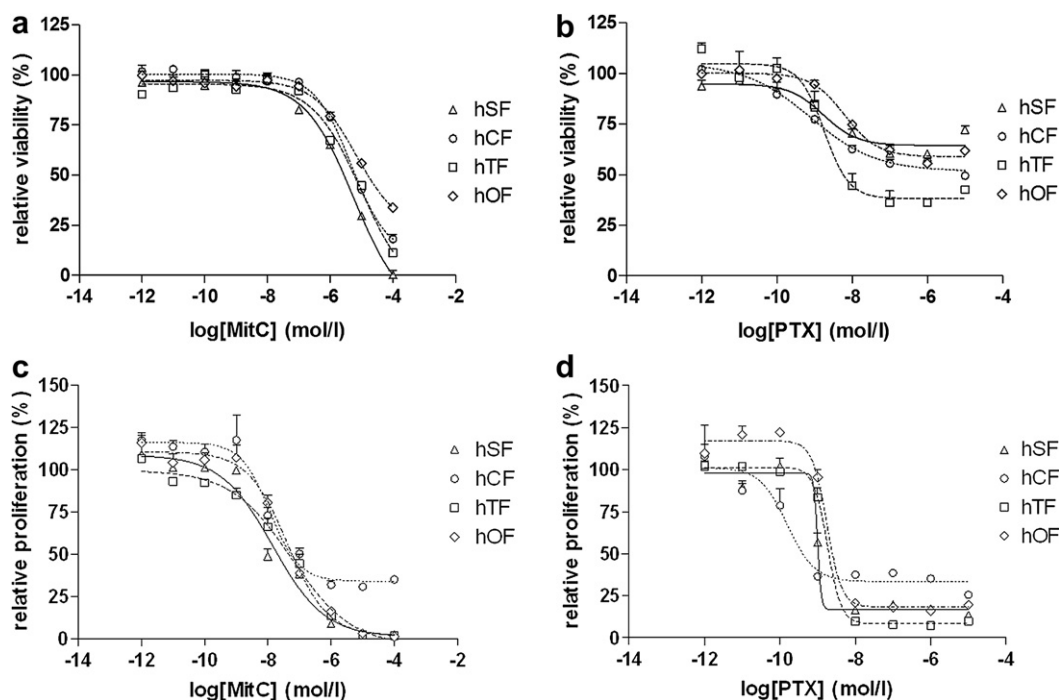 a
relative viability (%)
125
100
75
50
25
0
-14 -12 -10 -8 -6 -4 -2
log[MitC] (mol/l)
hSF
hCF
hTF
hOF
b
relative viability (%)
125
100
75
50
25
0
-14 -12 -10 -8 -6 -4
log[PTX] (mol/l)
hSF
hCF
hTF
hOF
c
relative proliferation (%)
150
125
100
75
50
25
0
-14 -12 -10 -8 -6 -4 -2
log[MitC] (mol/l)
hSF
hCF
hTF
hOF
d
relative proliferation (%)
150
125
100
75
50
25
0
-14 -12 -10 -8 -6 -4
log[PTX] (mol/l)
hSF
hCF
hTF
hOF